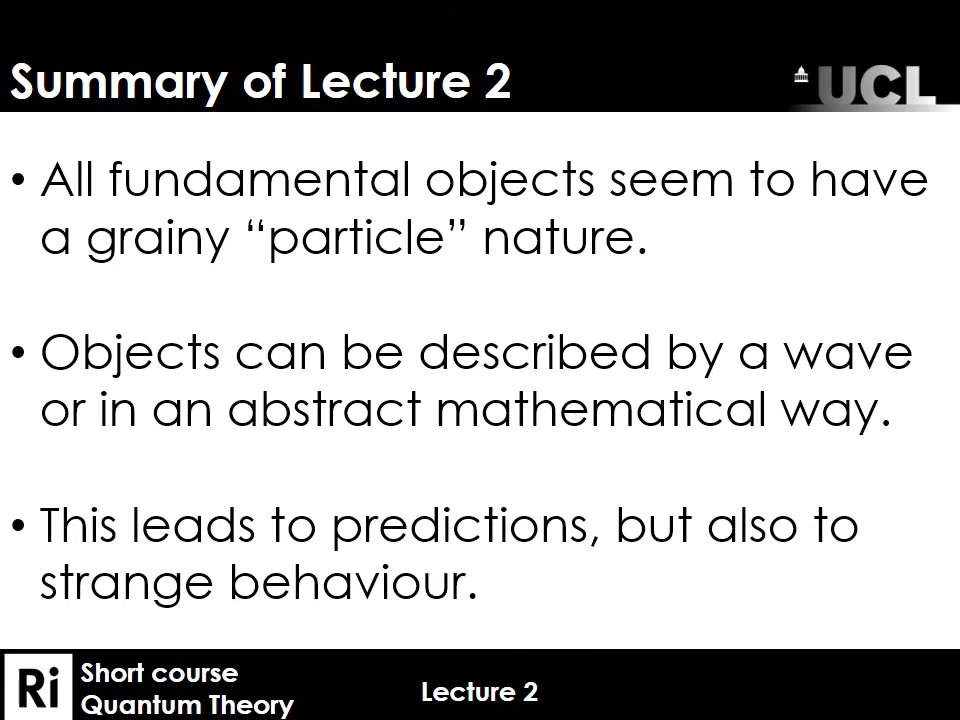 Summary of Lecture 2
UCL
• All fundamental objects seem to have
a grainy “particle” nature.
• Objects can be described by a wave
or in an abstract mathematical way.
• This leads to predictions, but also to
strange behaviour.
Ri
Short course
Quantum Theory
Lecture 2